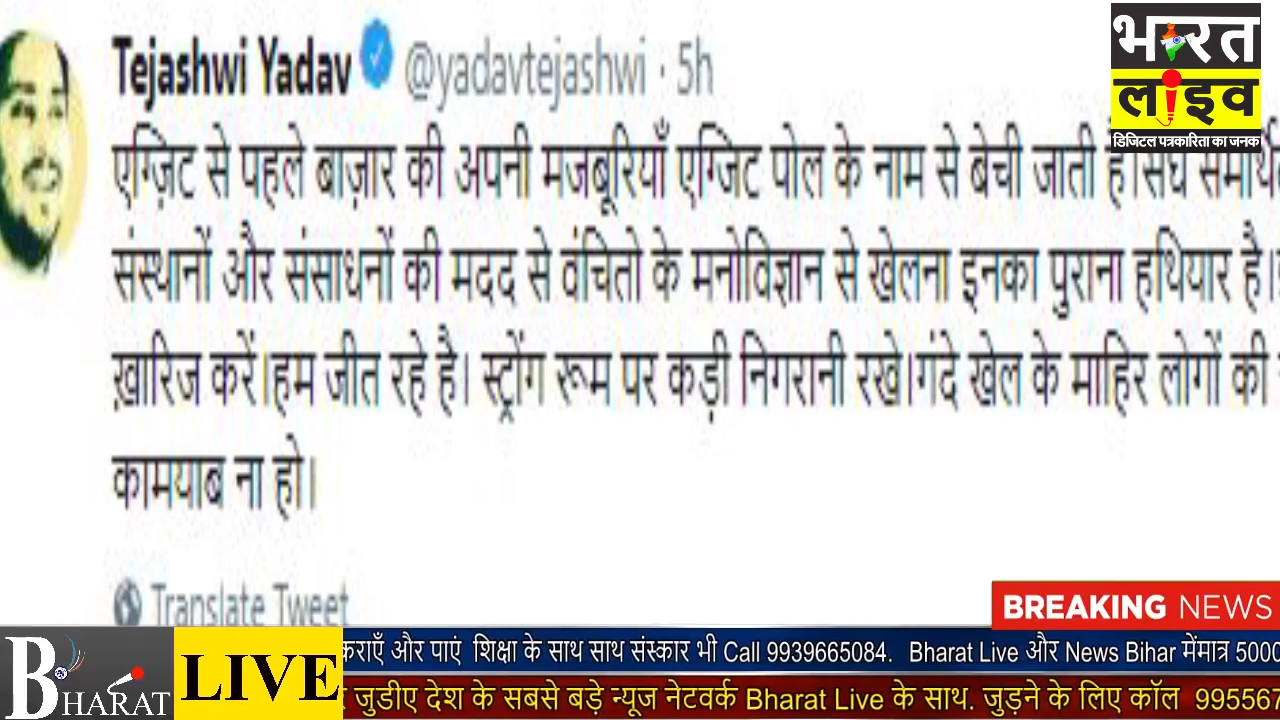 Tejashwi Yadav @yadavtejashwi · 5h
भारत
लाइव
डिजिटल पत्रकारिता का जनक
एग्ज़िट से पहले बाज़ार की अपनी मजबूरियाँ एग्जिट पोल के नाम से बेची जाती
संस्थानों और संसाधनों की मदद से वंचितो के मनोविज्ञान से खेलना इनका पुराना हथियार है।
ख़ारिज करें।हम जीत रहे है। स्ट्रोंग रूम पर कड़ी निगरानी रखे।गंदे खेल के माहिर लोगों की
कामयाब ना हो।
Translate Tweet
BREAKING NEWS
BHARAT LIVE
कराएँ और पाएं शिक्षा के साथ साथ संस्कार भी Call 9939665084. Bharat Live और News Bihar मेंमात्र 5000
जुडीए देश के सबसे बड़े न्यूज नेटवर्क Bharat Live के साथ. जुड़ने के लिए कॉल 995567